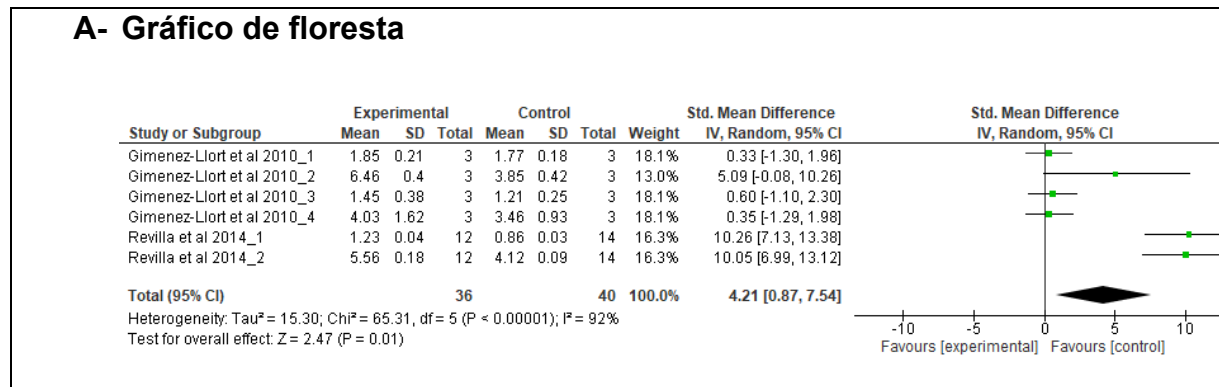 A- Gráfico de floresta
Experimental Control Std. Mean Difference Std. Mean Difference
Study or Subgroup Mean SD Total Mean SD Total Weight IV, Random, 95% CI IV, Random, 95% CI
Gimenez-Llort et al 2010_1 1.85 0.21 3 1.77 0.18 3 18.1% 0.33 [-1.30, 1.96]
Gimenez-Llort et al 2010_2 6.46 0.4 3 3.85 0.42 3 13.0% 5.09 [-0.08, 10.26]
Gimenez-Llort et al 2010_3 1.45 0.38 3 1.21 0.25 3 18.1% 0.60 [-1.10, 2.30]
Gimenez-Llort et al 2010_4 4.03 1.62 3 3.46 0.93 3 18.1% 0.35 [-1.29, 1.98]
Revilla et al 2014_1 1.23 0.04 12 0.86 0.03 14 16.3% 10.26 [7.13, 13.38]
Revilla et al 2014_2 5.56 0.18 12 4.12 0.09 14 16.3% 10.05 [6.99, 13.12]
Total (95% CI) 36 40 100.0% 4.21 [0.87, 7.54]
Heterogeneity: Tau² = 15.30; Chi² = 65.31, df = 5 (P < 0.00001); I² = 92%
Test for overall effect: Z = 2.47 (P = 0.01)
-10 -5 0 5 10
Favours [experimental] Favours [control]